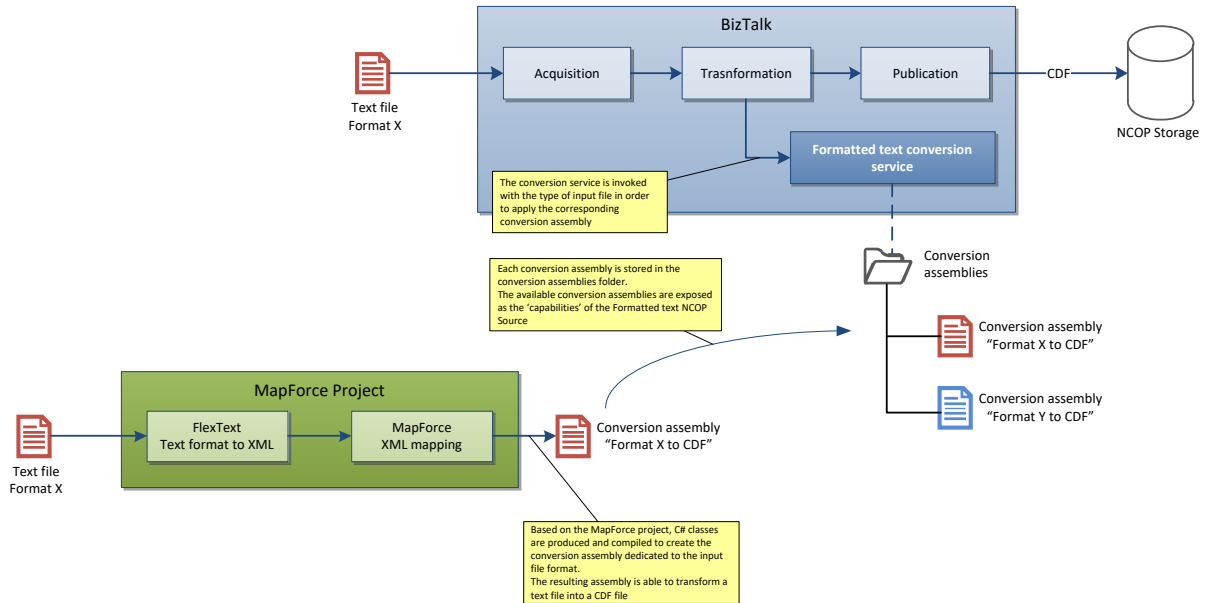 BizTalk
Acquisition
Trasnformation
Publication
CDF
Text file
Format X
NCOP Storage
Formatted text conversion
service
The conversion service is invoked
with the type of input file in order
to apply the corresponding
conversion assembly
Conversion
assemblies
Each conversion assembly is stored in the
conversion assemblies folder.
The available conversion assemblies are exposed
as the ‘capabilities’ of the Formatted text NCOP
Source
Conversion assembly
“Format X to CDF”
Conversion assembly
“Format Y to CDF”
MapForce Project
FlexText
Text format to XML
MapForce
XML mapping
Conversion assembly
“Format X to CDF”
Text file
Format X
Based on the MapForce project, C# classes
are produced and compiled to create the
conversion assembly dedicated to the input
file format.
The resulting assembly is able to transform a
text file into a CDF file